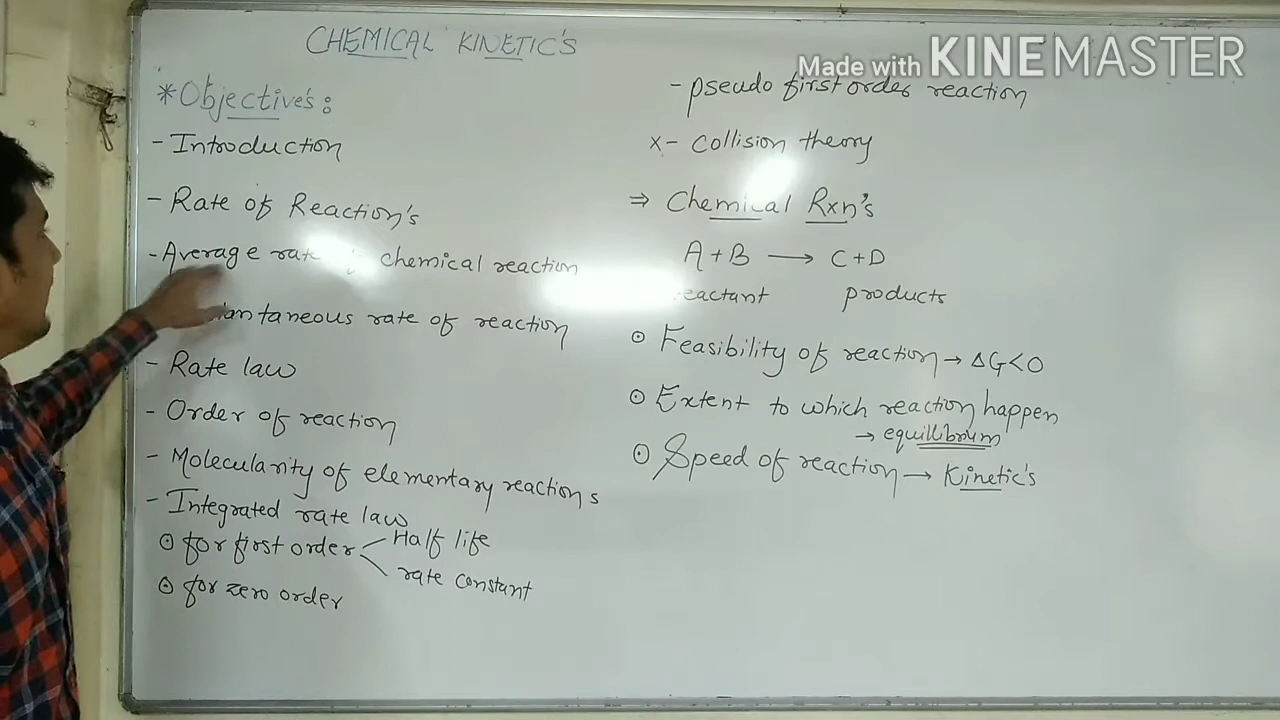 CHEMICAL KINETIC'S
*Objective's:
- Introduction
- Rate of Reaction's
- Average rate chemical reaction
rate of reaction
- Rate law
- Order of reaction
- Molecularity of elementary reactions
- Integrated rate law
⊙ for first order Half life
rate constant
⊙ for zero order
Made with KINEMASTER
- pseudo first order reaction
x- collision theory
⇒ Chemical Rxn's
A + B → C + D
products
⊙ Feasibility of reaction → ΔG<0
⊙ Extent to which reaction happen
→ equillibrium
⊙ Speed of reaction → Kinetic's